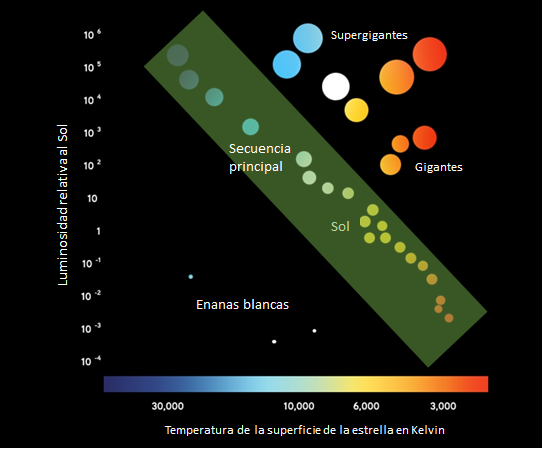 Supergigantes
Gigantes
Secuencia
principal
Sol
Enanas blancas
Luminosidad relativa al Sol
10⁶
10⁵
10⁴
10³
10²
10
1
10⁻¹
10⁻²
10⁻³
10⁻⁴
30,000
10,000
6,000
3,000
Temperatura de la superficie de la estrella en Kelvin